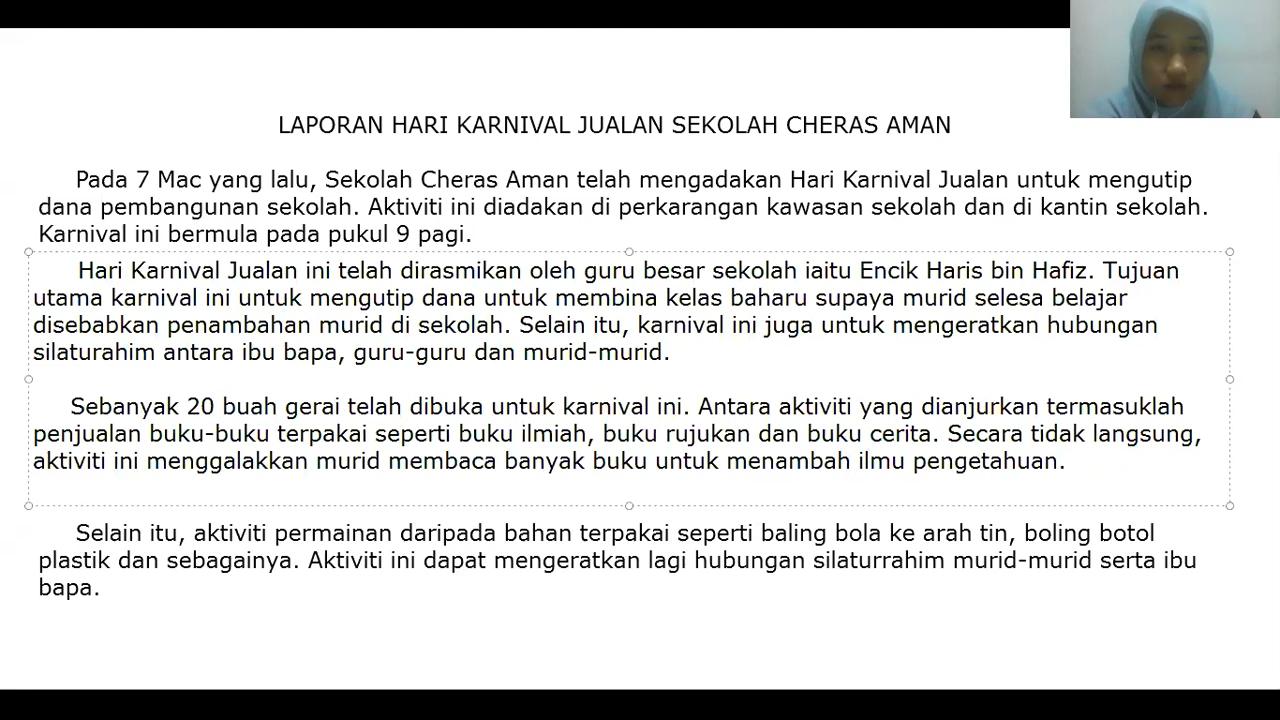 LAPORAN HARI KARNIVAL JUALAN SEKOLAH CHERAS AMAN
Pada 7 Mac yang lalu, Sekolah Cheras Aman telah mengadakan Hari Karnival Jualan untuk mengutip
dana pembangunan sekolah. Aktiviti ini diadakan di perkarangan kawasan sekolah dan di kantin sekolah.
Karnival ini bermula pada pukul 9 pagi.
Hari Karnival Jualan ini telah dirasmikan oleh guru besar sekolah iaitu Encik Haris bin Hafiz. Tujuan
utama karnival ini untuk mengutip dana untuk membina kelas baharu supaya murid selesa belajar
disebabkan penambahan murid di sekolah. Selain itu, karnival ini juga untuk mengeratkan hubungan
silaturahim antara ibu bapa, guru-guru dan murid-murid.
Sebanyak 20 buah gerai telah dibuka untuk karnival ini. Antara aktiviti yang dianjurkan termasuklah
penjualan buku-buku terpakai seperti buku ilmiah, buku rujukan dan buku cerita. Secara tidak langsung,
aktiviti ini menggalakkan murid membaca banyak buku untuk menambah ilmu pengetahuan.
Selain itu, aktiviti permainan daripada bahan terpakai seperti baling bola ke arah tin, boling botol
plastik dan sebagainya. Aktiviti ini dapat mengeratkan lagi hubungan silaturrahim murid-murid serta ibu
bapa.